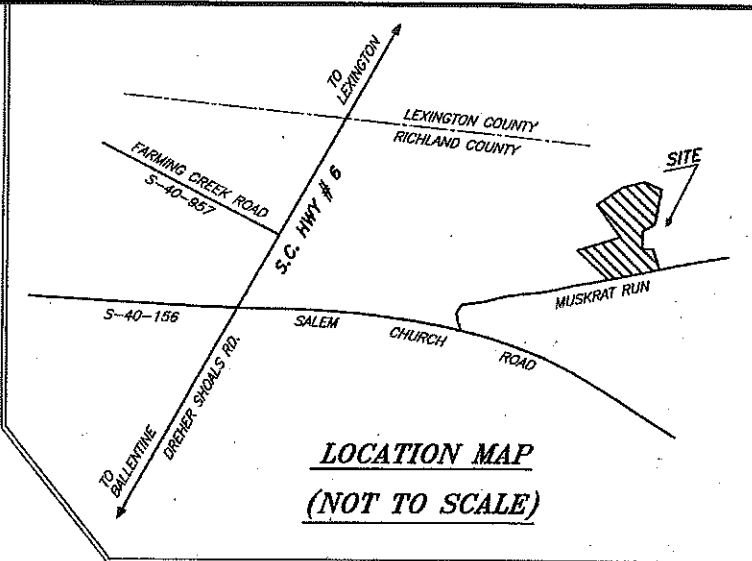 TO
LEXINGTON
LEXINGTON COUNTY
RICHLAND COUNTY
FARMING CREEK ROAD
S-40-957
S.C. HWY # 6
SITE
MUSKRAT RUN
S-40-156
SALEM CHURCH ROAD
DREHER SHOALS RD.
TO
BALLENTINE
LOCATION MAP
(NOT TO SCALE)